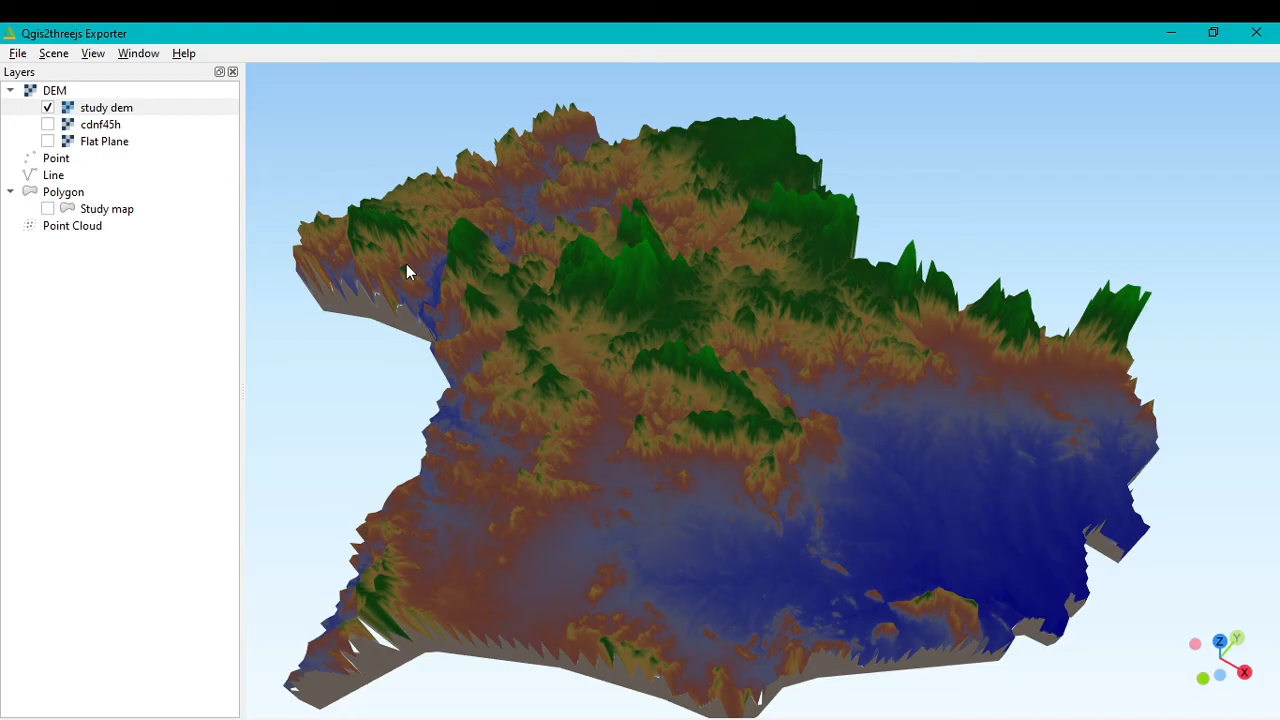 Qgis2threejs Exporter
File Scene View Window Help
Layers
DEM
study dem
cdnf45h
Flat Plane
Point
Line
Polygon
Study map
Point Cloud
Z Y
X